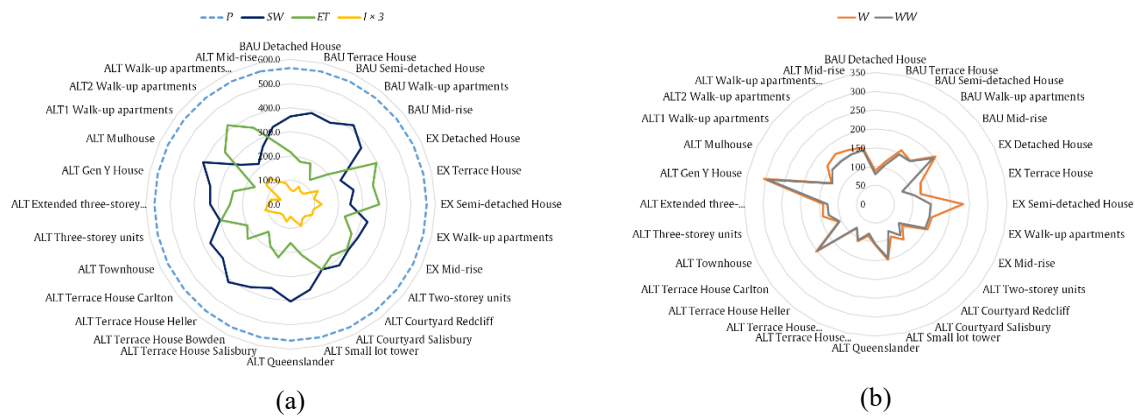 P SW ET I × 3
BAU Detached House
ALT Mid-rise
BAU Terrace House
ALT Walk-up apartments...
BAU Semi-detached House
ALT2 Walk-up apartments
BAU Walk-up apartments
ALT1 Walk-up apartments
BAU Mid-rise
ALT Mulhouse
EX Detached House
ALT Gen Y House
EX Terrace House
ALT Extended three-storey ...
EX Semi-detached House
ALT Three-storey units
EX Walk-up apartments
ALT Townhouse
EX Mid-rise
ALT Terrace House Carlton
ALT Two-storey units
ALT Terrace House Heller
ALT Courtyard Redcliff
ALT Terrace House Bowden
ALT Courtyard Salisbury
ALT Terrace House Salisbury
ALT Small lot tower
ALT Queenslander
600.0
500.0
400.0
300.0
200.0
100.0
0.0
(a)
W WW
BAU Detached House
ALT Mid-rise
BAU Terrace House
ALT Walk-up apartments...
BAU Semi-detached House
ALT2 Walk-up apartments
BAU Walk-up apartments
ALT1 Walk-up apartments
BAU Mid-rise
ALT Mulhouse
EX Detached House
ALT Gen Y House
EX Terrace House
ALT Extended three-...
EX Semi-detached House
ALT Three-storey units
EX Walk-up apartments
ALT Townhouse
EX Mid-rise
ALT Terrace House Carlton
ALT Two-storey units
ALT Terrace House Heller
ALT Courtyard Redcliff
ALT Terrace House...
ALT Courtyard Salisbury
ALT Terrace House...
ALT Small lot tower
ALT Queenslander
350
300
250
200
150
100
50
0
(b)